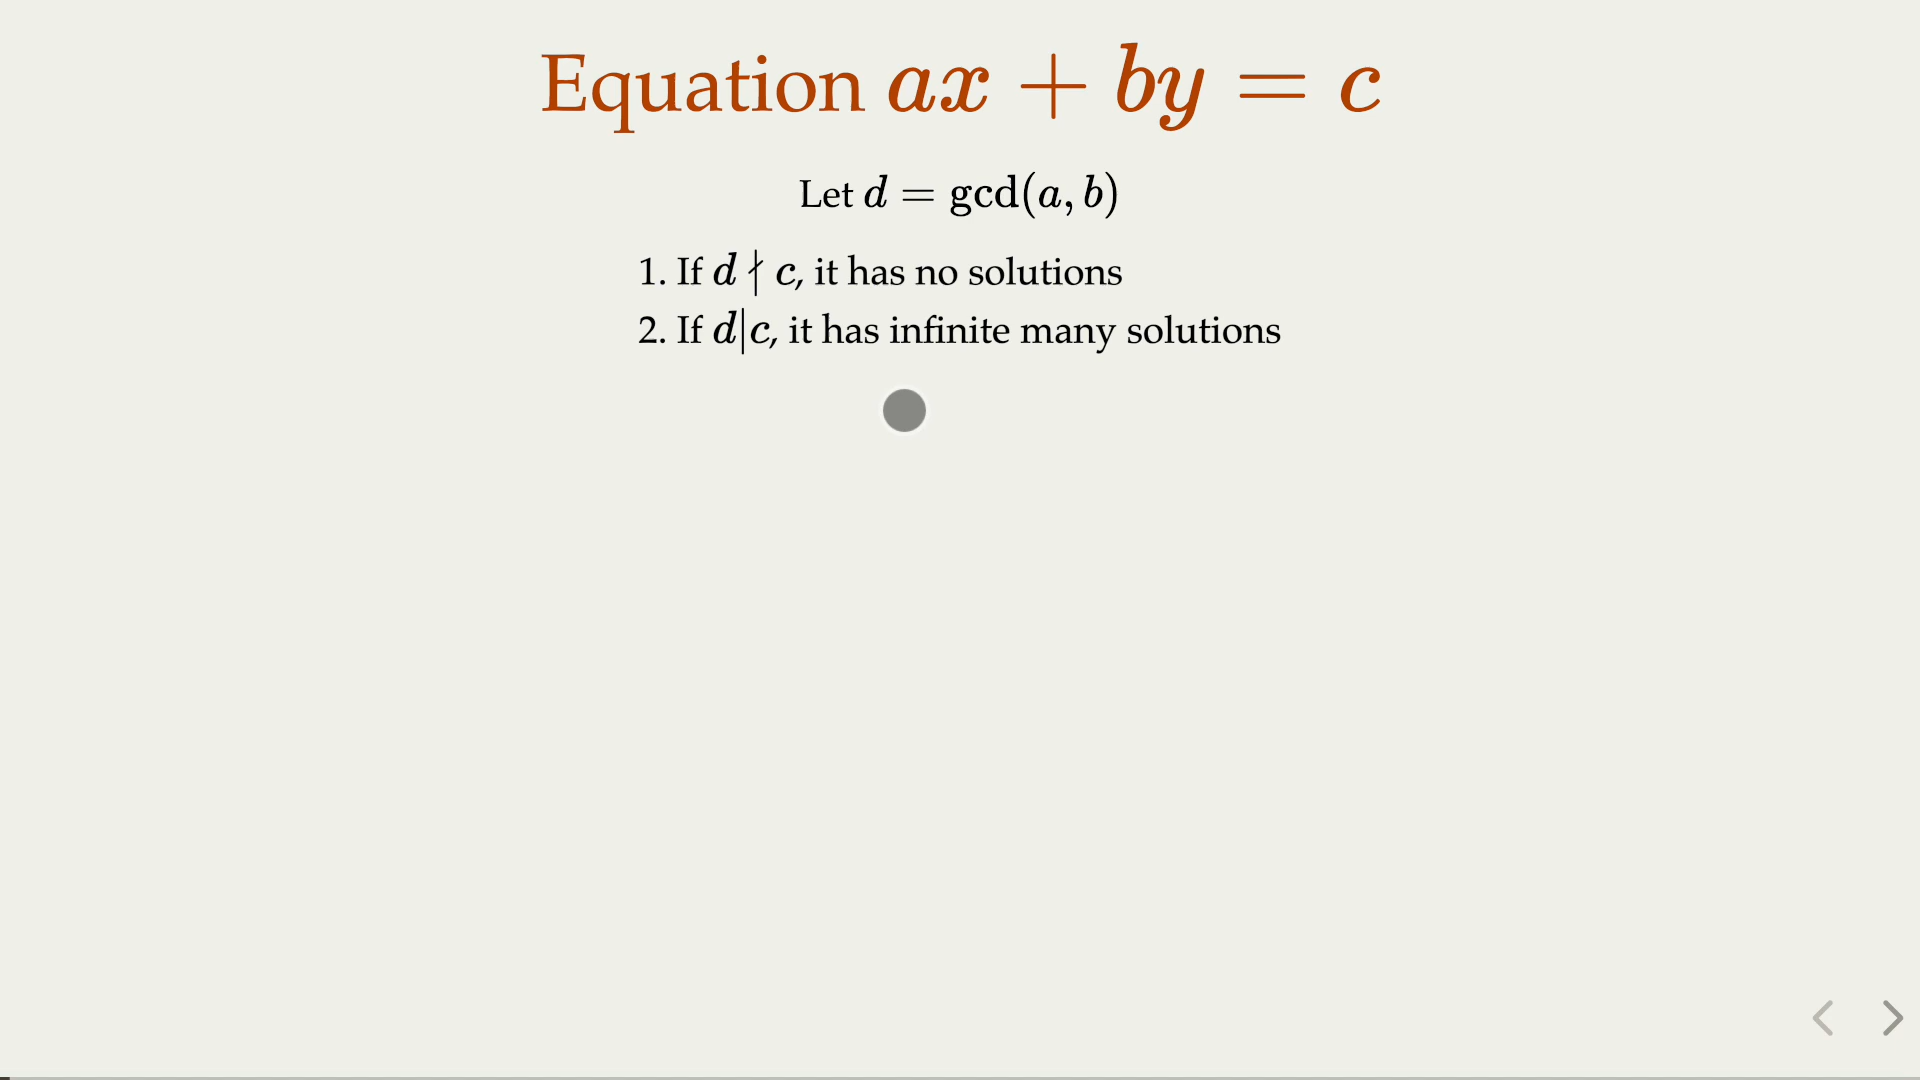 Equation ax + by = c
Let d = gcd(a, b)
1. If d ∤ c, it has no solutions
2. If d|c, it has infinite many solutions